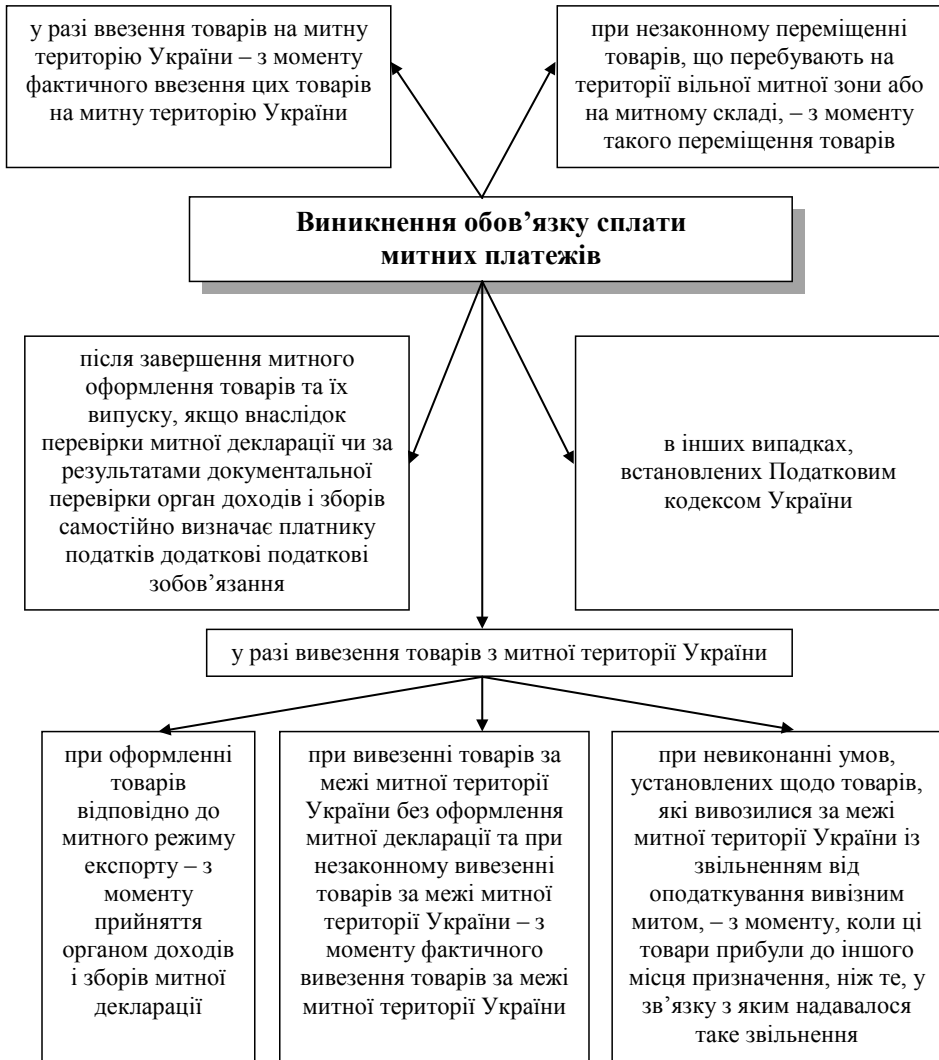 у разі ввезення товарів на митну
територію України – з моменту
фактичного ввезення цих товарів
на митну територію України
при незаконному переміщенні
товарів, що перебувають на
території вільної митної зони або
на митному складі, – з моменту
такого переміщення товарів
Виникнення обов’язку сплати
митних платежів
після завершення митного
оформлення товарів та їх
випуску, якщо внаслідок
перевірки митної декларації чи за
результатами документальної
перевірки орган доходів і зборів
самостійно визначає платнику
податків додаткові податкові
зобов’язання
в інших випадках,
встановлених Податковим
кодексом України
у разі вивезення товарів з митної території України
при оформленні
товарів
відповідно до
митного режиму
експорту – з
моменту
прийняття
органом доходів
і зборів митної
декларації
при вивезенні товарів за
межі митної території
України без оформлення
митної декларації та при
незаконному вивезенні
товарів за межі митної
території України – з
моменту фактичного
вивезення товарів за межі
митної території України
при невиконанні умов,
установлених щодо товарів,
які вивозилися за межі
митної території України із
звільненням від
оподаткування вивізним
митом, – з моменту, коли ці
товари прибули до іншого
місця призначення, ніж те, у
зв’язку з яким надавалося
таке звільнення